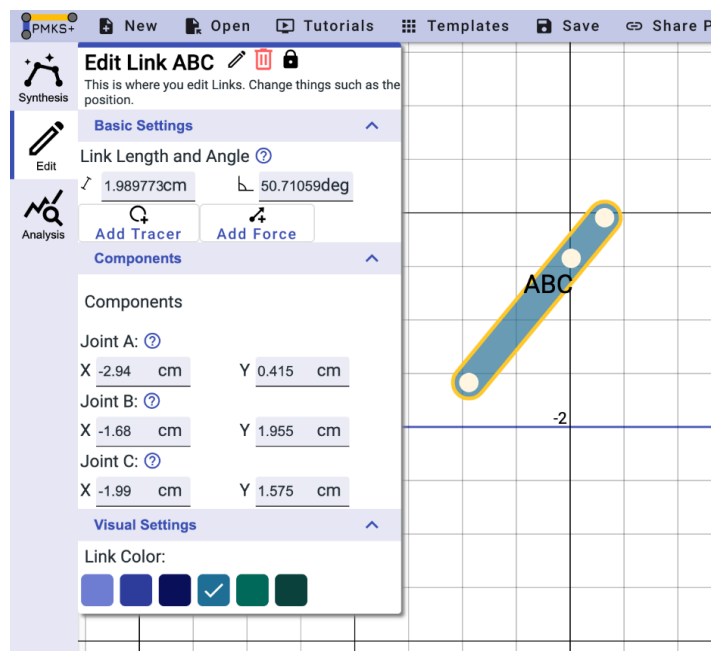 PMKS+ New Open Tutorials Templates Save Share P
Synthesis
Edit
Analysis
Edit Link ABC
This is where you edit Links. Change things such as the
position.
Basic Settings
Link Length and Angle
1.989773cm 50.71059deg
Add Tracer Add Force
Components
Components
Joint A:
X -2.94 cm Y 0.415 cm
Joint B:
X -1.68 cm Y 1.955 cm
Joint C:
X -1.99 cm Y 1.575 cm
Visual Settings
Link Color:
ABC
-2